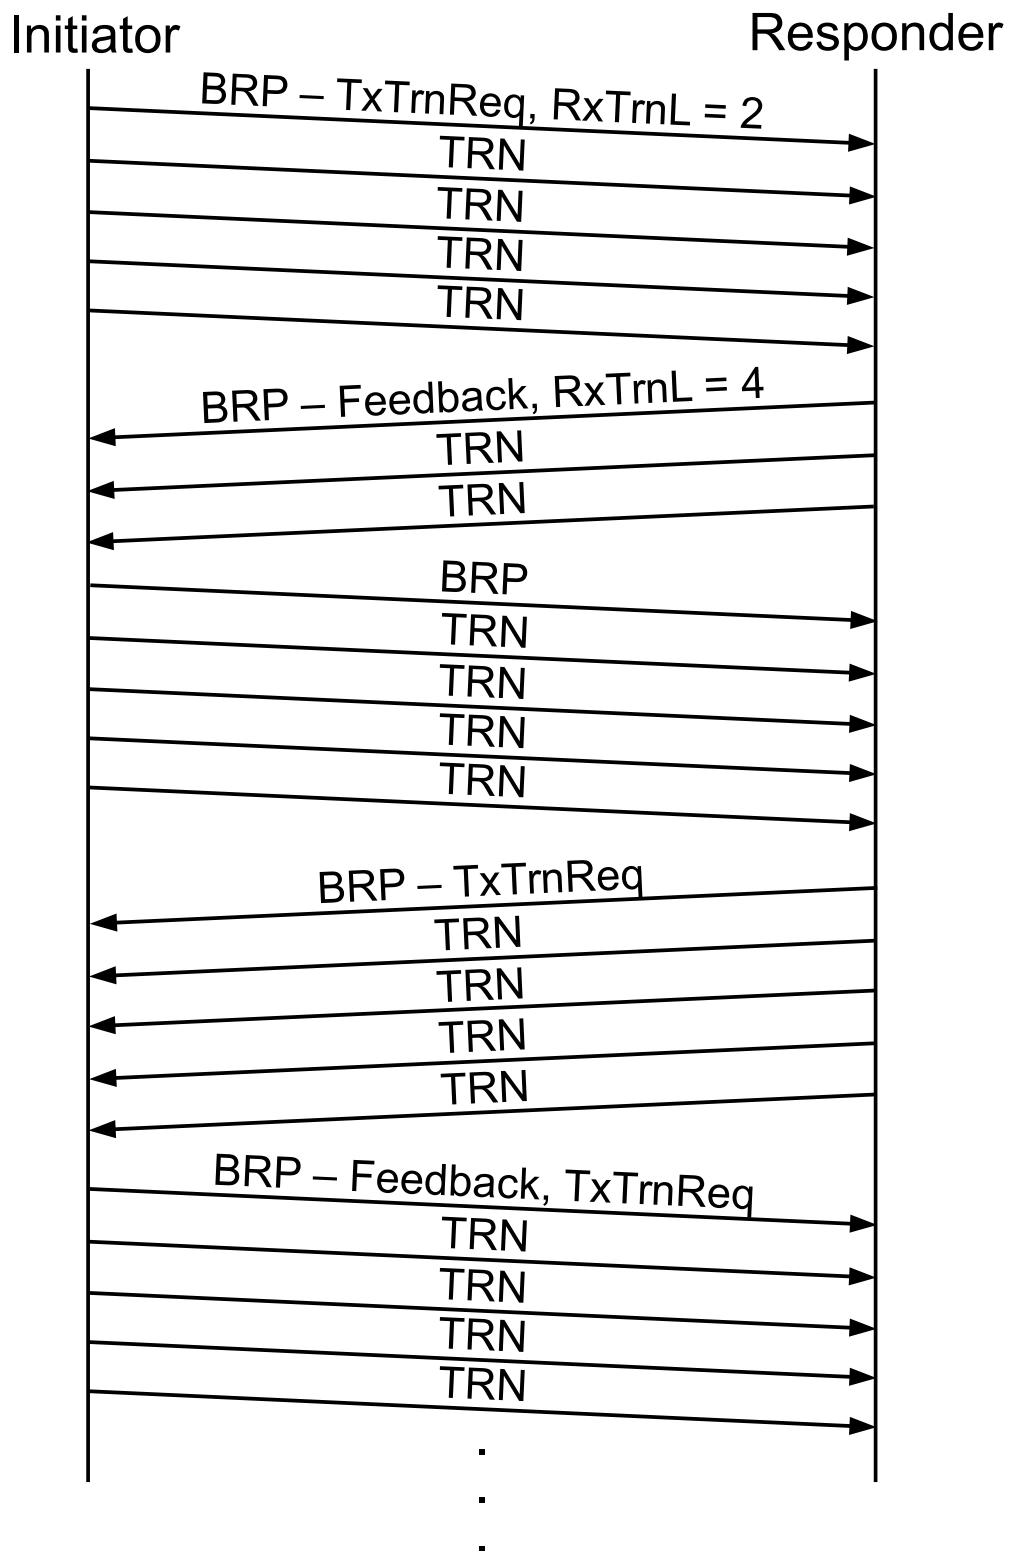 Initiator Responder
BRP – TxTrnReq, RxTrnL = 2
TRN
TRN
TRN
TRN
BRP – Feedback, RxTrnL = 4
TRN
TRN
BRP
TRN
TRN
TRN
TRN
BRP – TxTrnReq
TRN
TRN
TRN
TRN
BRP – Feedback, TxTrnReq
TRN
TRN
TRN
TRN
.
.
.